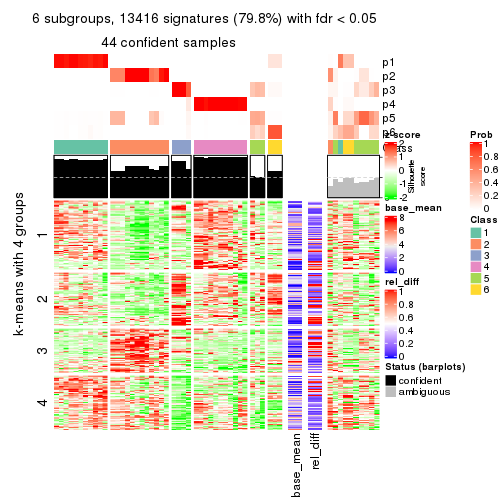 6 subgroups, 13416 signatures (79.8%) with fdr < 0.05
44 confident samples
p1
p2
p3
p4
p5
p6
Class
z-score
2
1
0
-1
-2
Silhouette
score
1
0.5
0
k-means with 4 groups
1
2
3
4
base_mean
rel_diff
base_mean
8
6
4
2
0
rel_diff
1
0.8
0.6
0.4
0.2
0
Status (barplots)
confident
ambiguous
Prob
1
0.8
0.6
0.4
0.2
0
Class
1
2
3
4
5
6